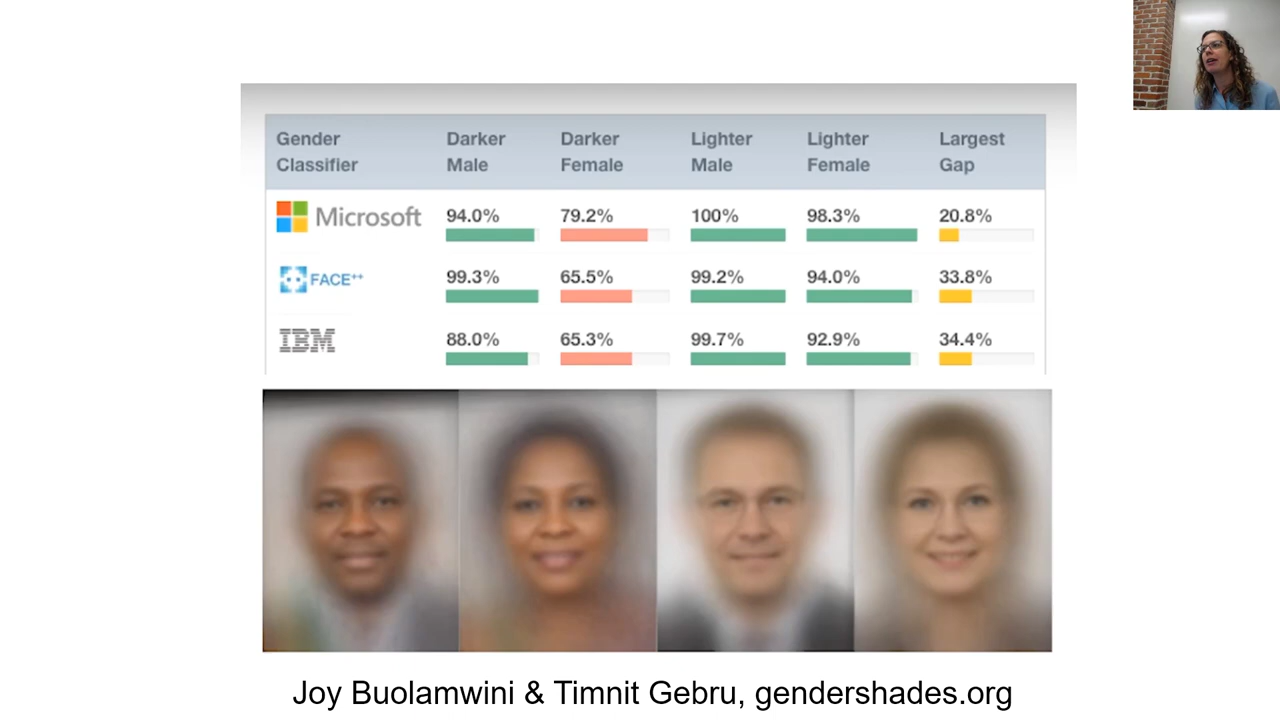 Gender Classifier
Darker Male
Darker Female
Lighter Male
Lighter Female
Largest Gap
Microsoft 94.0% 79.2% 100% 98.3% 20.8%
FACE++ 99.3% 65.5% 99.2% 94.0% 33.8%
IBM 88.0% 65.3% 99.7% 92.9% 34.4%
Joy Buolamwini & Timnit Gebru, gendershades.org